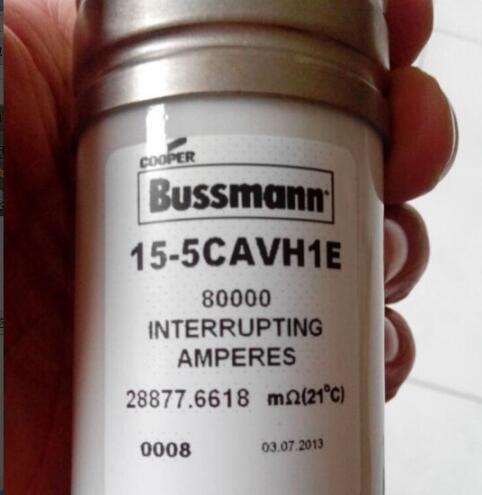 COOPER
Bussmann
15-5CAVH1E
80000
INTERRUPTING
AMPERES
28877.6618 mΩ(21°C)
0008 03.07.2013